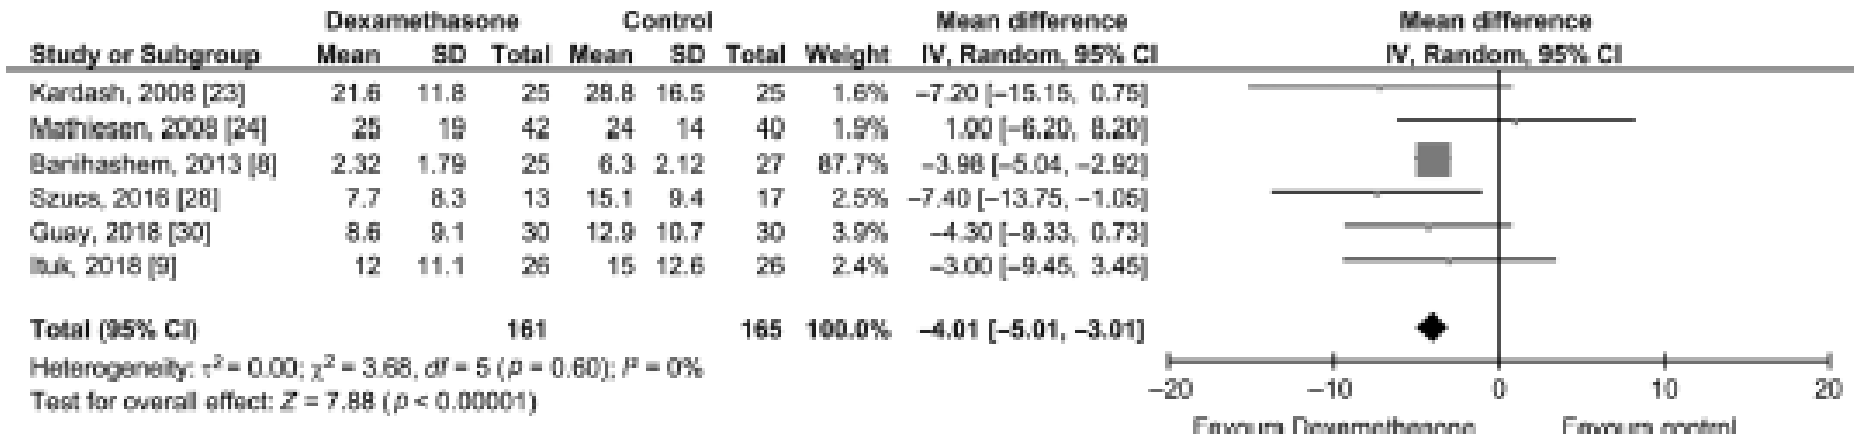 Dexamethasone Control Mean difference Mean difference
Study or Subgroup Mean SD Total Mean SD Total Weight IV, Random, 95% CI IV, Random, 95% CI
Kardash, 2008 [23] 21.6 11.8 25 28.8 16.5 25 1.6% −7.20 [−15.15, 0.75]
Mathiesen, 2008 [24] 25 19 42 24 14 40 1.9% 1.00 [−6.20, 8.20]
Banihashem, 2013 [8] 2.32 1.79 25 6.3 2.12 27 87.7% −3.98 [−5.04, −2.92]
Szucs, 2016 [28] 7.7 8.3 13 15.1 9.4 17 2.5% −7.40 [−13.75, −1.05]
Guay, 2018 [30] 8.6 9.1 30 12.9 10.7 30 3.9% −4.30 [−9.33, 0.73]
Ituk, 2018 [9] 12 11.1 26 15 12.6 26 2.4% −3.00 [−9.45, 3.45]
Total (95% CI) 161 165 100.0% −4.01 [−5.01, −3.01]
Heterogeneity: τ² = 0.00; χ² = 3.68, df = 5 (p = 0.60); I² = 0%
Test for overall effect: Z = 7.88 (p < 0.00001)
−20 −10 0 10 20
Favours Dexamethasone Favours control